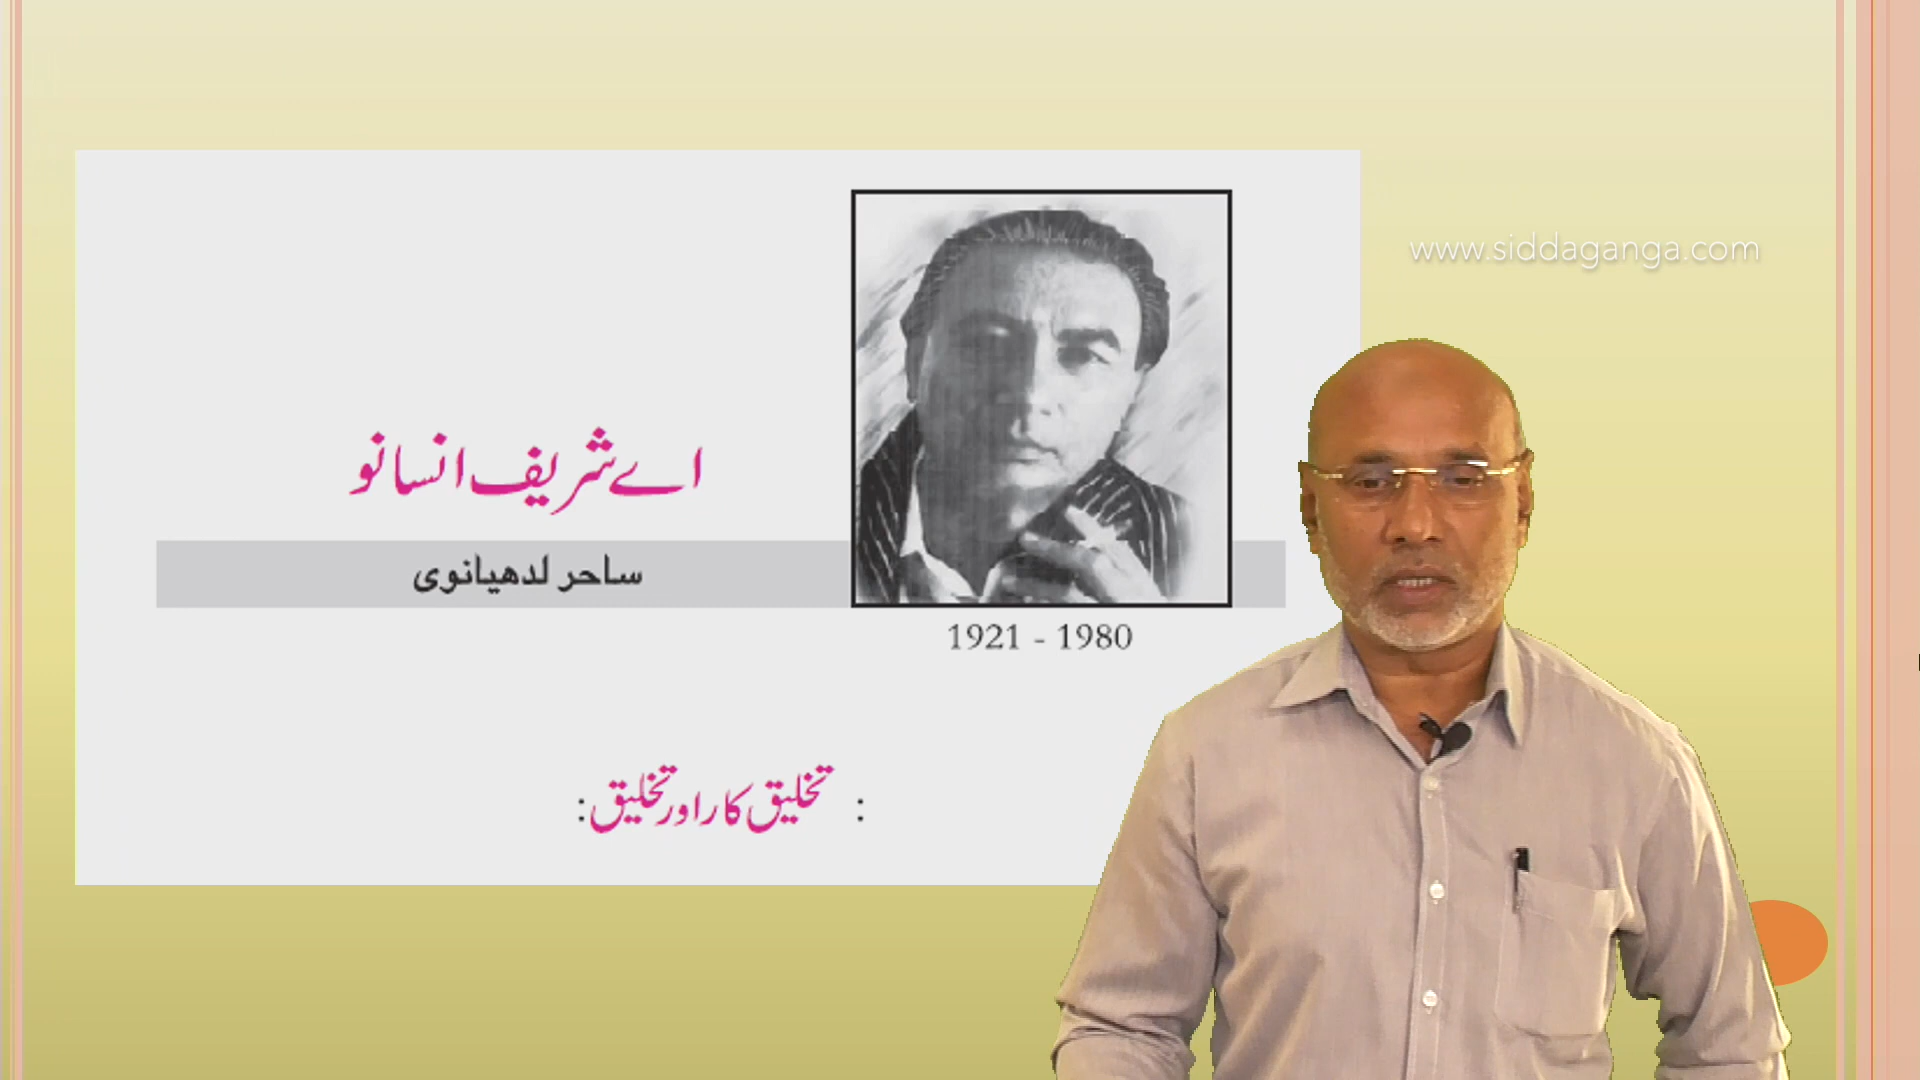 www.siddaganga.com
اے شریف انسانو
ساحر لدھیانوی
1921 - 1980
: تخلیق کار اور تخلیق: